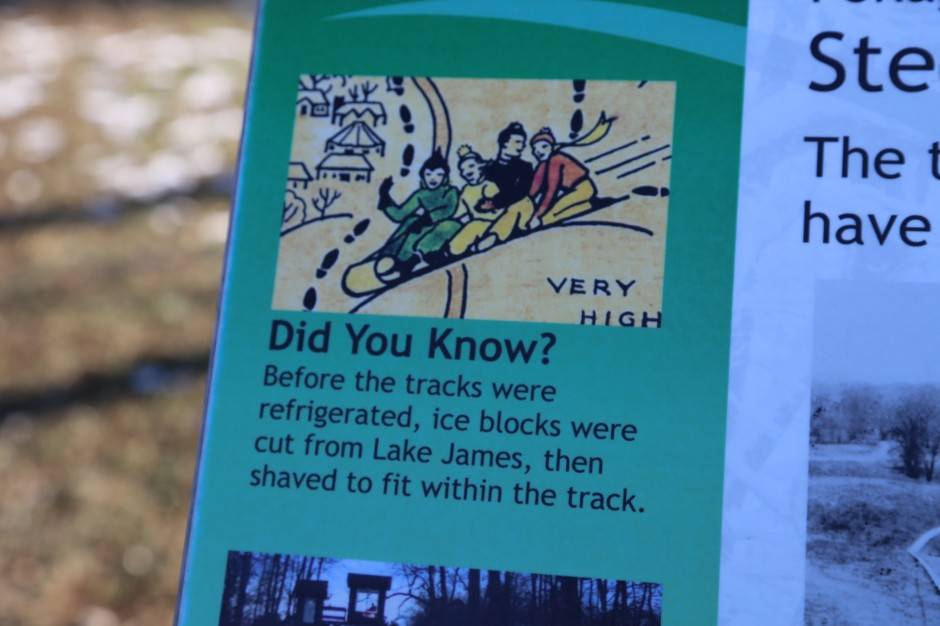 VERY
HIGH
Did You Know?
Before the tracks were
refrigerated, ice blocks were
cut from Lake James, then
shaved to fit within the track.
The
have